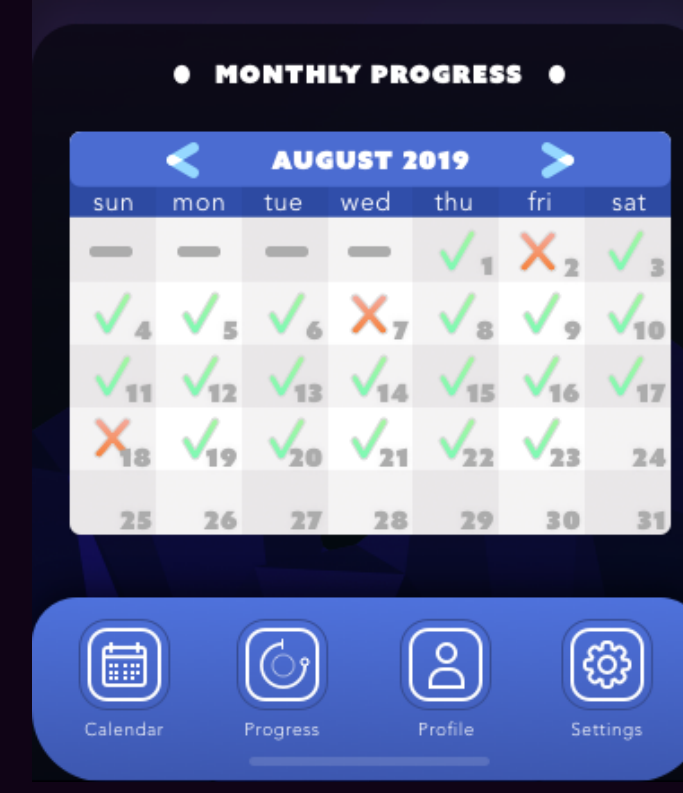 MONTHLY PROGRESS
AUGUST 2019
sun mon tue wed thu fri sat
1 2 3
4 5 6 7 8 9 10
11 12 13 14 15 16 17
18 19 20 21 22 23 24
25 26 27 28 29 30 31
Calendar Progress Profile Settings